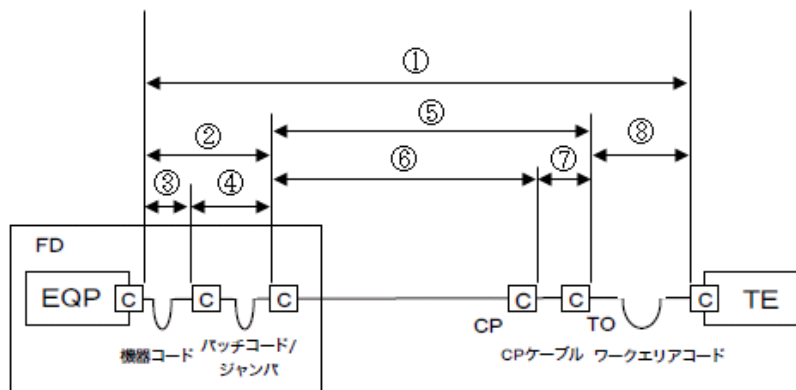 ①
⑤
②
⑧
⑥
⑦
③
④
FD
EQP
C
C
C
C
C
C
TE
CP
TO
機器コード
パッチコード/
ジャンパ
CPケーブル
ワークエリアコード